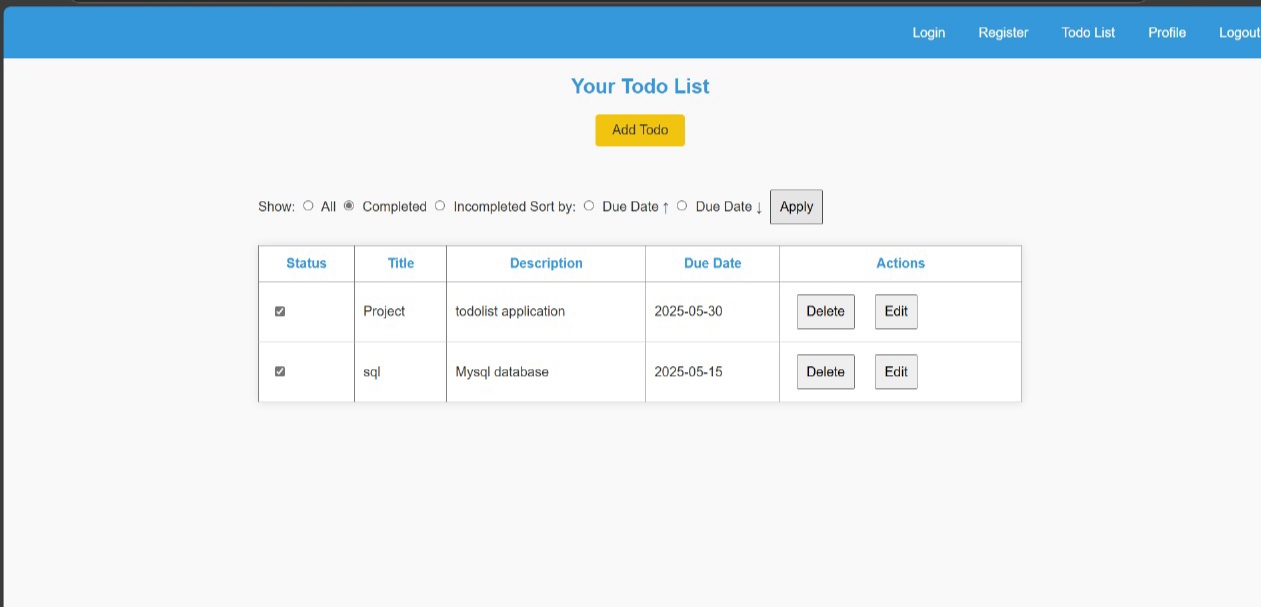 Login Register Todo List Profile Logout
Your Todo List
Add Todo
Show: All Completed Incompleted Sort by: Due Date ↑ Due Date ↓ Apply
Status Title Description Due Date Actions
Project todolist application 2025-05-30 Delete Edit
sql Mysql database 2025-05-15 Delete Edit